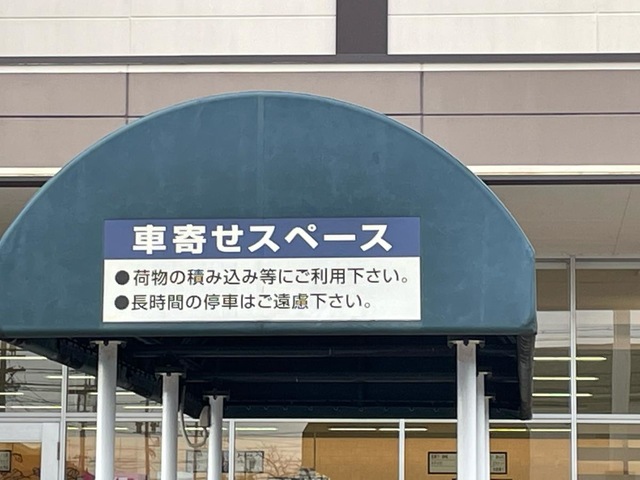 車寄せスペース
●荷物の積み込み等にご利用下さい。
●長時間の停車はご遠慮下さい。